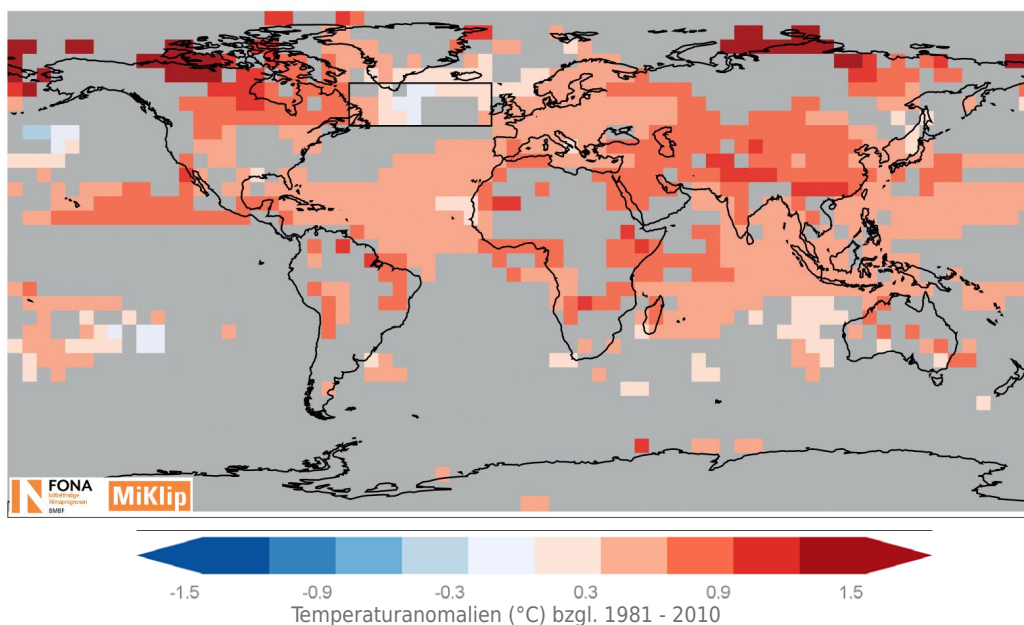 FONA
Mittelfristige
Klimaprognosen
BMBF
MiKlip
-1.5 -0.9 -0.3 0.3 0.9 1.5
Temperaturanomalien (°C) bzgl. 1981 - 2010